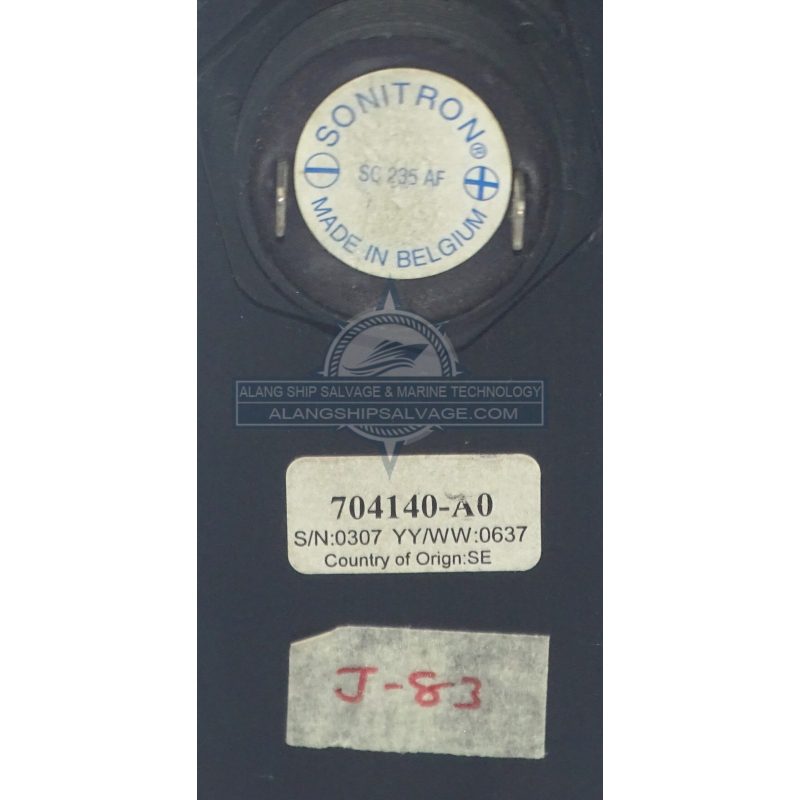 SONITRON®
SC 235 AF
MADE IN BELGIUM
ALANG SHIP SALVAGE & MARINE TECHNOLOGY
ALANGSHIPSALVAGE.COM
704140-A0
S/N:0307 YY/WW:0637
Country of Orign:SE
J-83